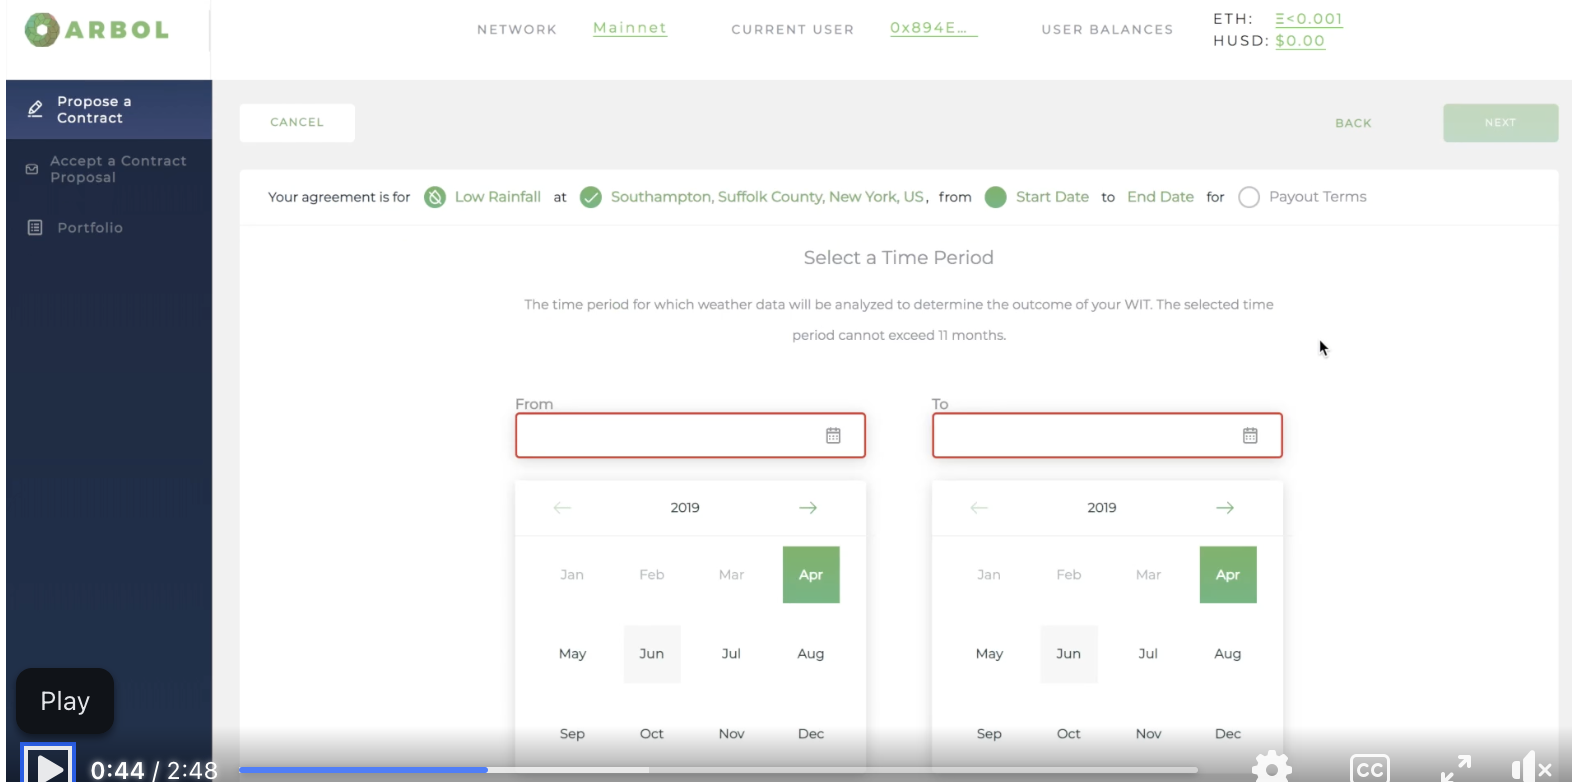 ARBOL
NETWORK Mainnet CURRENT USER 0x894E... USER BALANCES
ETH: Ξ<0.001
HUSD: $0.00
Propose a
Contract
Accept a Contract
Proposal
Portfolio
CANCEL
BACK
NEXT
Your agreement is for Low Rainfall at Southampton, Suffolk County, New York, US, from Start Date to End Date for Payout Terms
Select a Time Period
The time period for which weather data will be analyzed to determine the outcome of your WIT. The selected time
period cannot exceed 11 months.
From
To
2019
Jan Feb Mar Apr
May Jun Jul Aug
Sep Oct Nov Dec
2019
Jan Feb Mar Apr
May Jun Jul Aug
Sep Oct Nov Dec
Play
0:44 / 2:48
CC